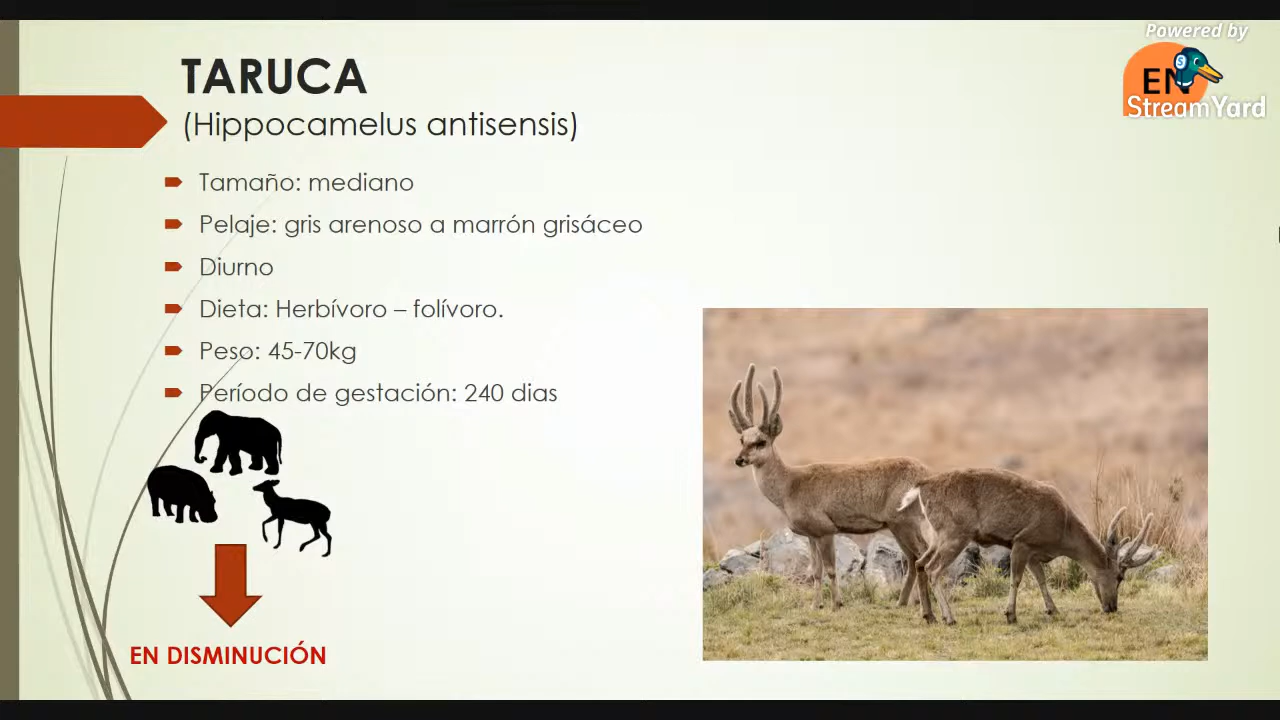 Powered by
EN
StreamYard
TARUCA
(Hippocamelus antisensis)
Tamaño: mediano
Pelaje: gris arenoso a marrón grisáceo
Diurno
Dieta: Herbívoro – folívoro.
Peso: 45-70kg
Período de gestación: 240 dias
EN DISMINUCIÓN